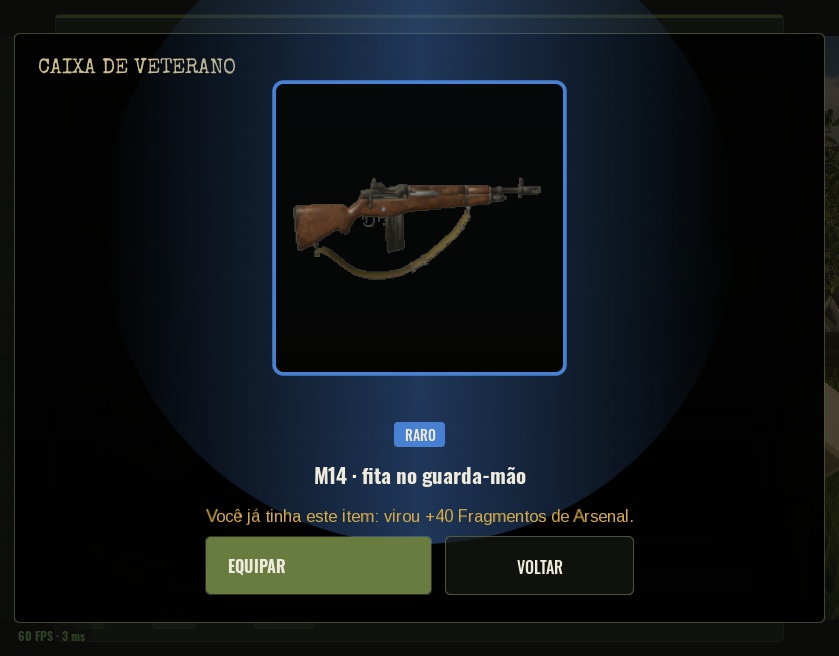 CAIXA DE VETERANO
RARO
M14 · fita no guarda-mão
Você já tinha este item: virou +40 Fragmentos de Arsenal.
EQUIPAR
VOLTAR
60 FPS · 3 ms